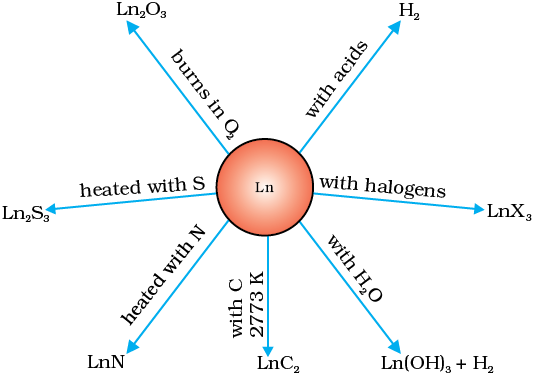 Ln₂O₃
H₂
burns in O₂
with acids
heated with S
Ln
with halogens
Ln₂S₃
LnX₃
heated with N
with C
2773 K
with H₂O
LnN
LnC₂
Ln(OH)₃ + H₂